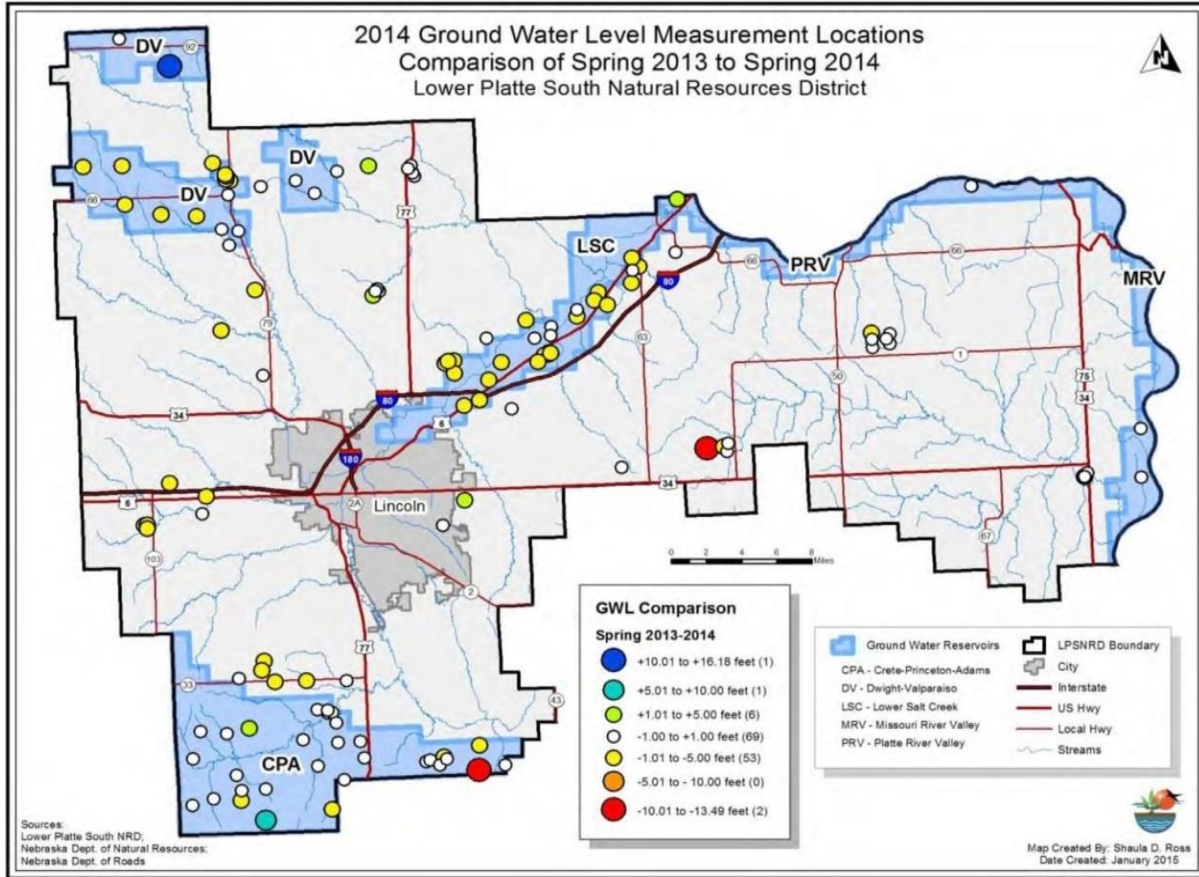 2014 Ground Water Level Measurement Locations
Comparison of Spring 2013 to Spring 2014
Lower Platte South Natural Resources District
N
DV
92
DV
DV
66
77
LSC
66
80
PRV
66
MRV
79
63
50
1
75
34
34
80
6
180
6
Lincoln
2A
34
67
103
2
0 2 4 6 8
Miles
77
33
43
CPA
GWL Comparison
Spring 2013-2014
+10.01 to +16.18 feet (1)
+5.01 to +10.00 feet (1)
+1.01 to +5.00 feet (6)
-1.00 to +1.00 feet (69)
-1.01 to -5.00 feet (53)
-5.01 to - 10.00 feet (0)
-10.01 to -13.49 feet (2)
Ground Water Reservoirs
CPA - Crete-Princeton-Adams
DV - Dwight-Valparaiso
LSC - Lower Salt Creek
MRV - Missouri River Valley
PRV - Platte River Valley
LPSNRD Boundary
City
Interstate
US Hwy
Local Hwy
Streams
Sources:
Lower Platte South NRD;
Nebraska Dept. of Natural Resources;
Nebraska Dept. of Roads
Map Created By: Shaula D. Ross
Date Created: January 2015